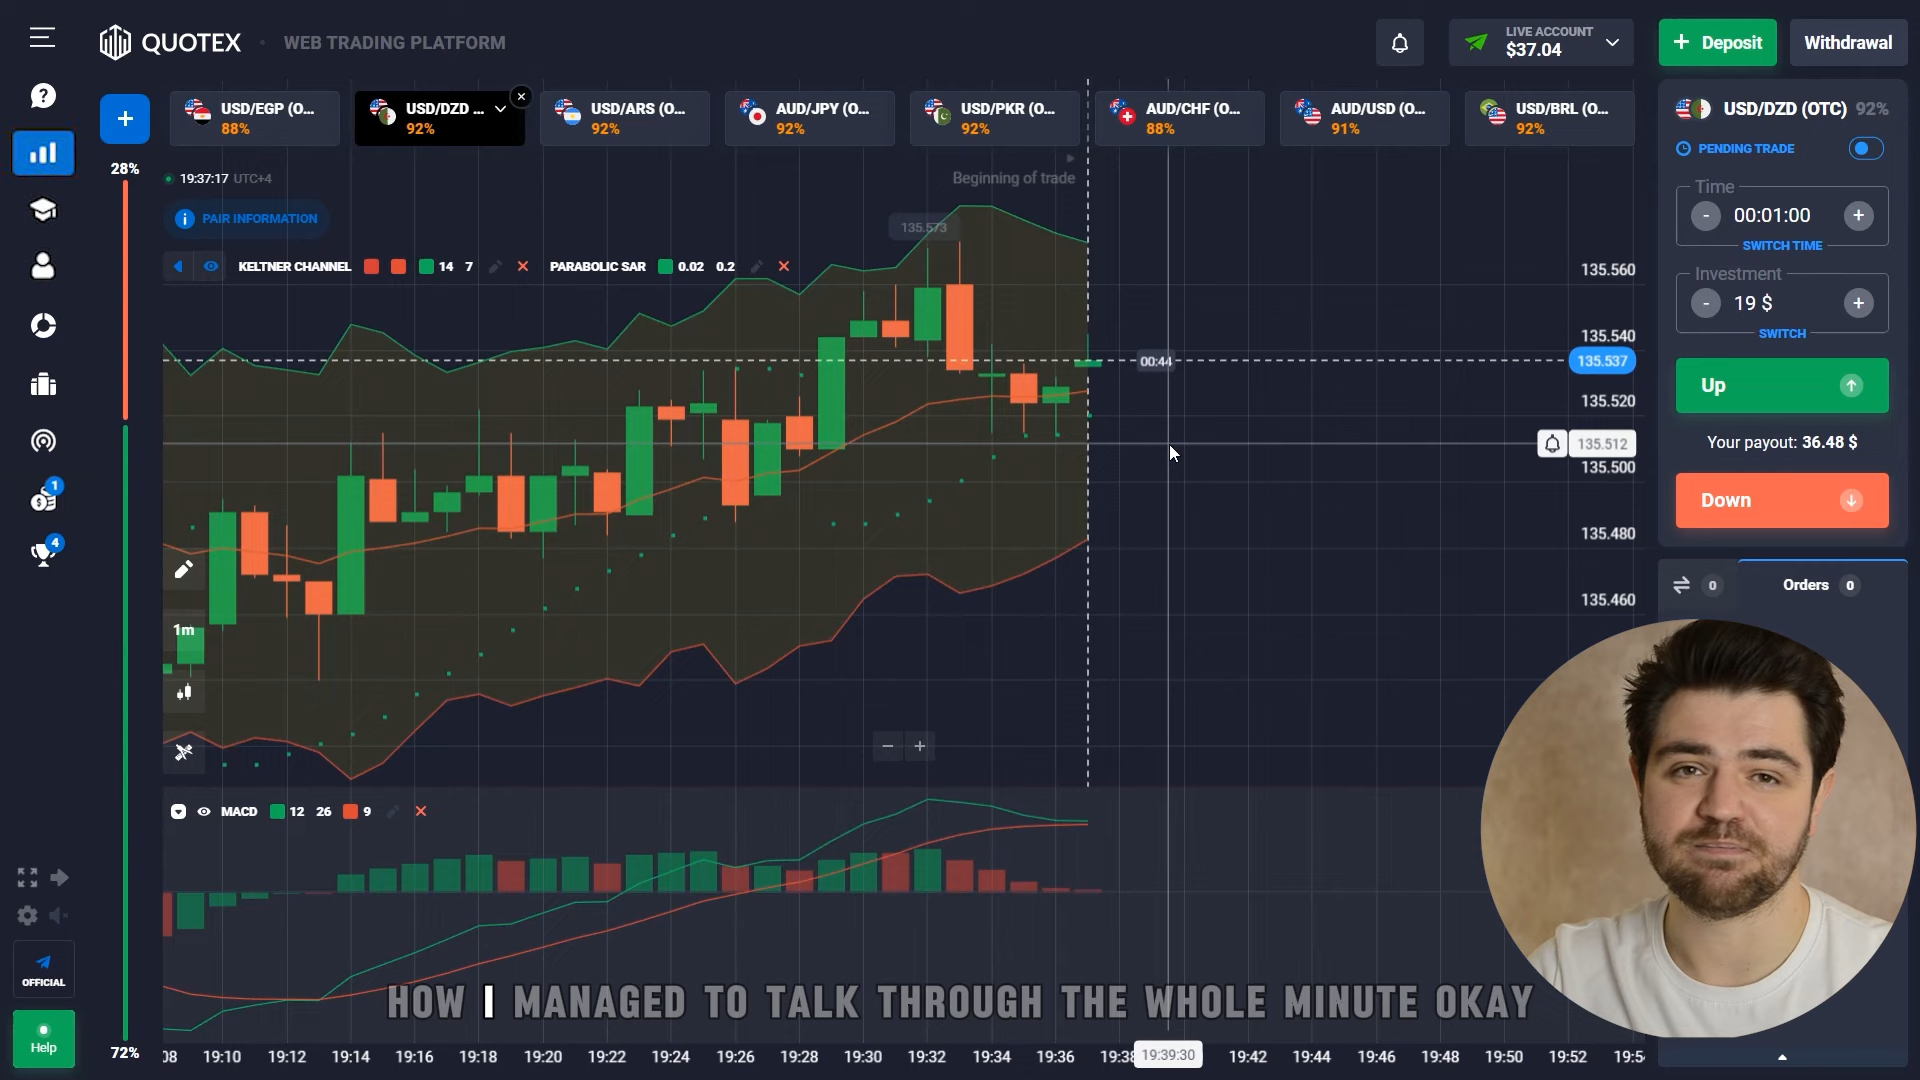 QUOTEX • WEB TRADING PLATFORM
LIVE ACCOUNT
$37.04
+ Deposit
Withdrawal
+
USD/EGP (O...
88%
USD/DZD ...
92%
USD/ARS (O...
92%
AUD/JPY (O...
92%
USD/PKR (O...
92%
AUD/CHF (O...
88%
AUD/USD (O...
91%
USD/BRL (O...
92%
USD/DZD (OTC) 92%
PENDING TRADE
Time
- 00:01:00 +
SWITCH TIME
Investment
- 19 $ +
SWITCH
Up
Your payout: 36.48 $
Down
0
Orders 0
28%
19:37:17 UTC+4
Beginning of trade
PAIR INFORMATION
135.573
KELTNER CHANNEL 14 7
PARABOLIC SAR 0.02 0.2
135.560
135.540
00:44
135.537
135.520
135.512
135.500
135.480
135.460
1m
− +
MACD 12 26 9
1
4
OFFICIAL
Help
72%
HOW I MANAGED TO TALK THROUGH THE WHOLE MINUTE OKAY
08 19:10 19:12 19:14 19:16 19:18 19:20 19:22 19:24 19:26 19:28 19:30 19:32 19:34 19:36 19:38 19:39:30 19:42 19:44 19:46 19:48 19:50 19:52 19:5